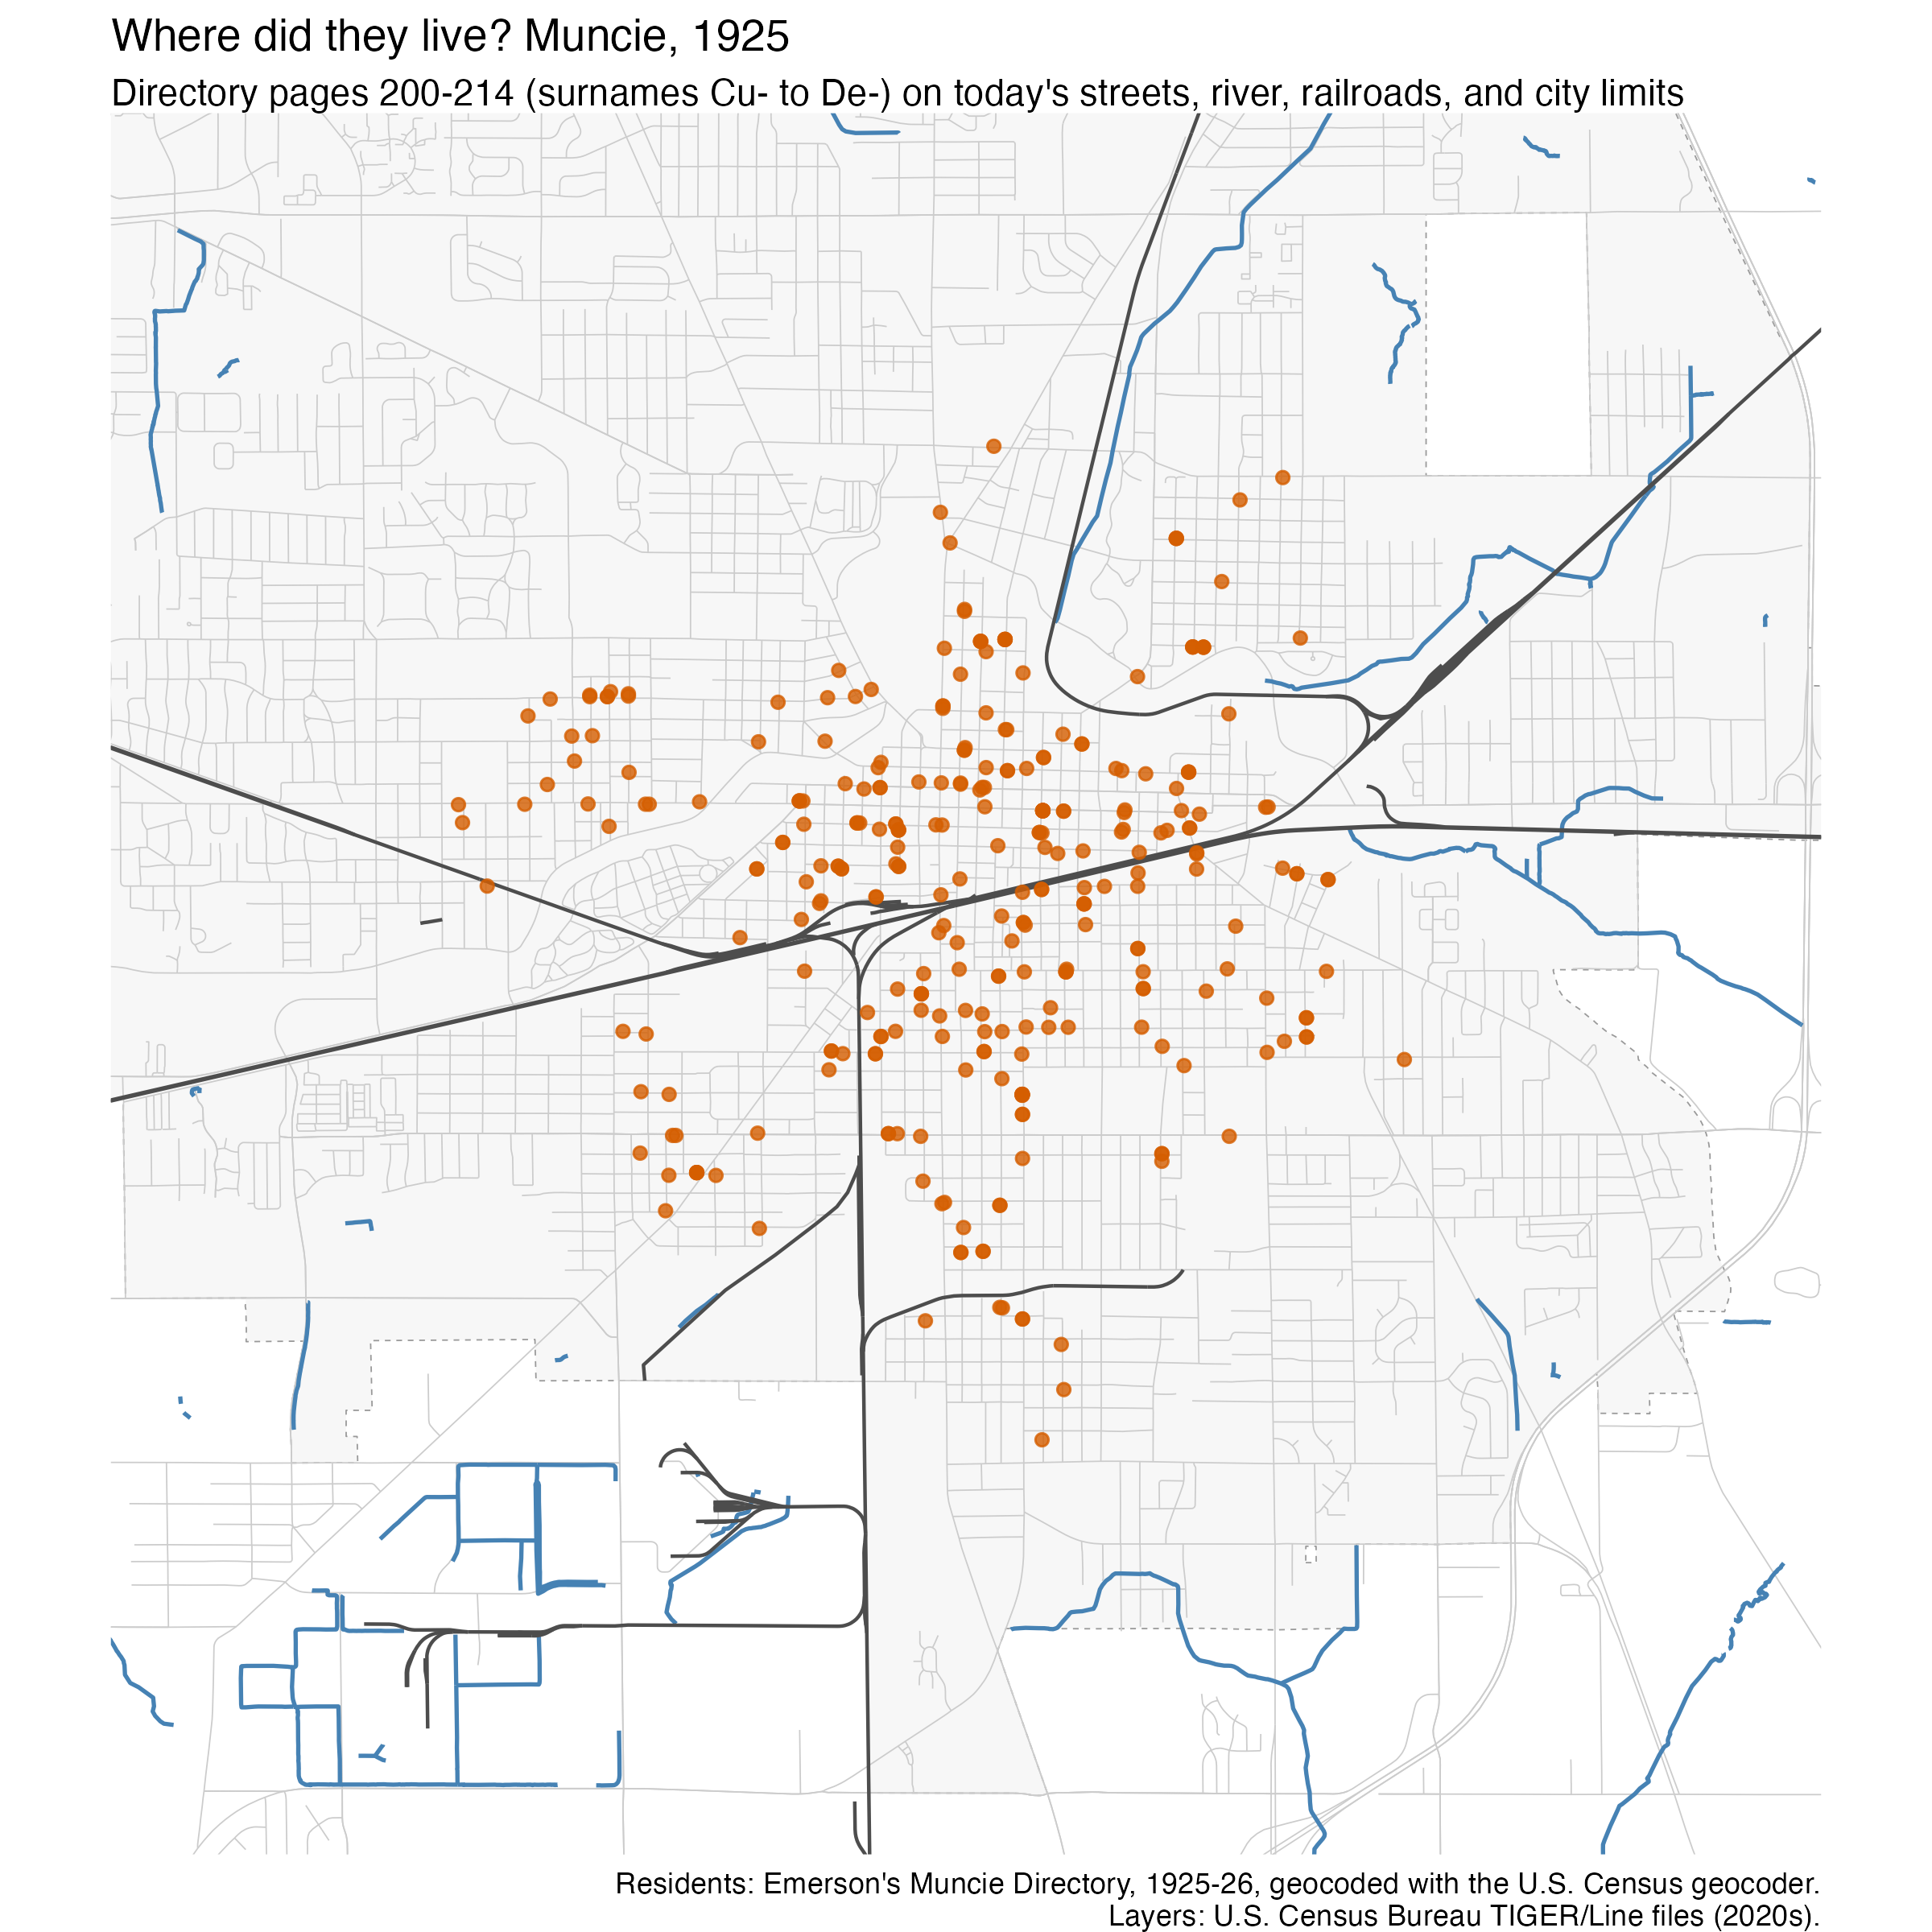 Where did they live? Muncie, 1925
Directory pages 200-214 (surnames Cu- to De-) on today's streets, river, railroads, and city limits
Residents: Emerson's Muncie Directory, 1925-26, geocoded with the U.S. Census geocoder.
Layers: U.S. Census Bureau TIGER/Line files (2020s).